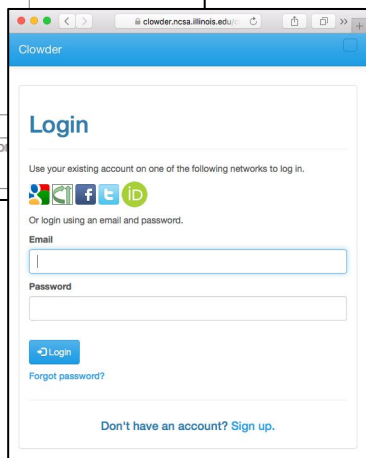 clowder.ncsa.illinois.edu/
Clowder
Login
Use your existing account on one of the following networks to log in.
f
t
iD
Or login using an email and password.
Email
Password
Login
Forgot password?
Don't have an account? Sign up.